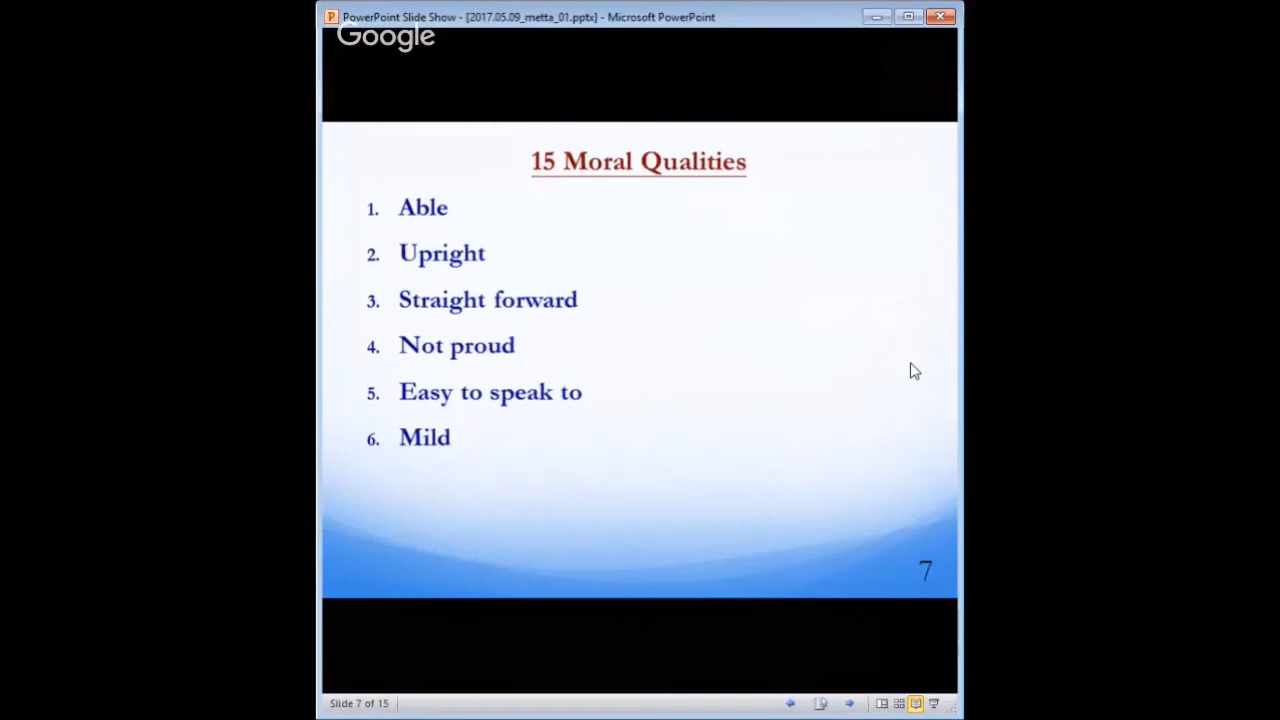 PowerPoint Slide Show - [2017.05.09_metta_01.pptx] - Microsoft PowerPoint
Google
15 Moral Qualities
1. Able
2. Upright
3. Straight forward
4. Not proud
5. Easy to speak to
6. Mild
7
Slide 7 of 15